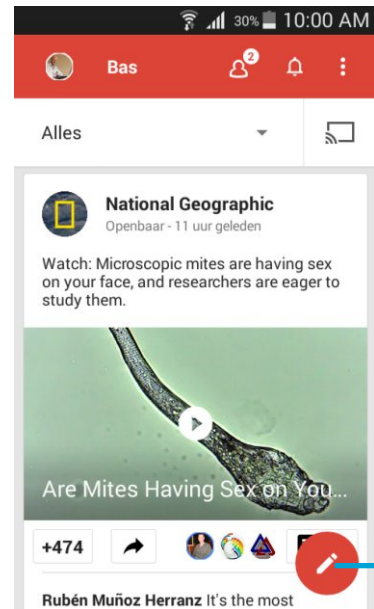 30% 10:00 AM
Bas
2
Alles
National Geographic
Openbaar - 11 uur geleden
Watch: Microscopic mites are having sex
on your face, and researchers are eager to
study them.
Are Mites Having Sex on You...
+474
Rubén Muñoz Herranz It's the most